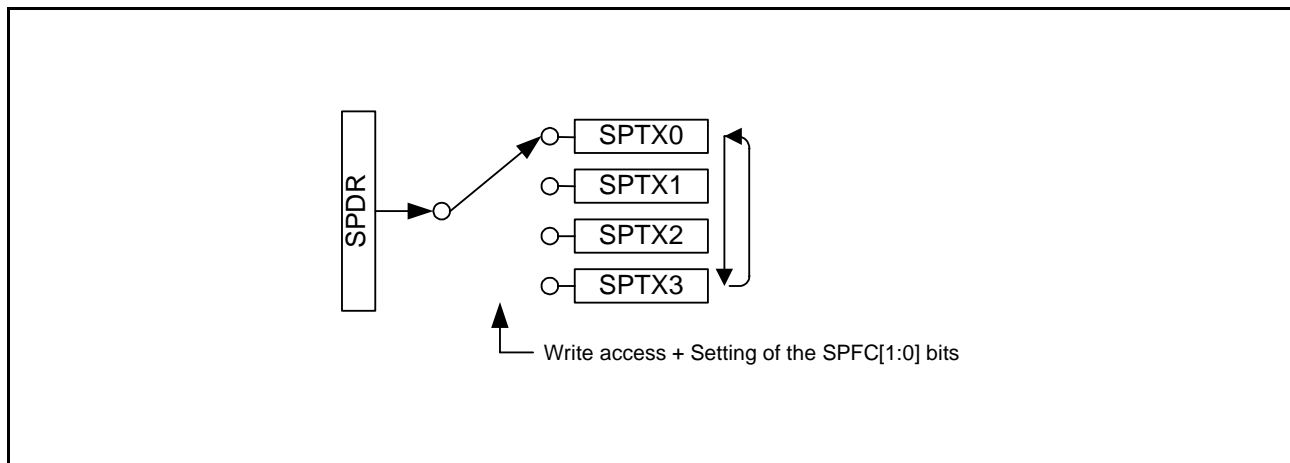 SPDR
SPTX0
SPTX1
SPTX2
SPTX3
Write access + Setting of the SPFC[1:0] bits